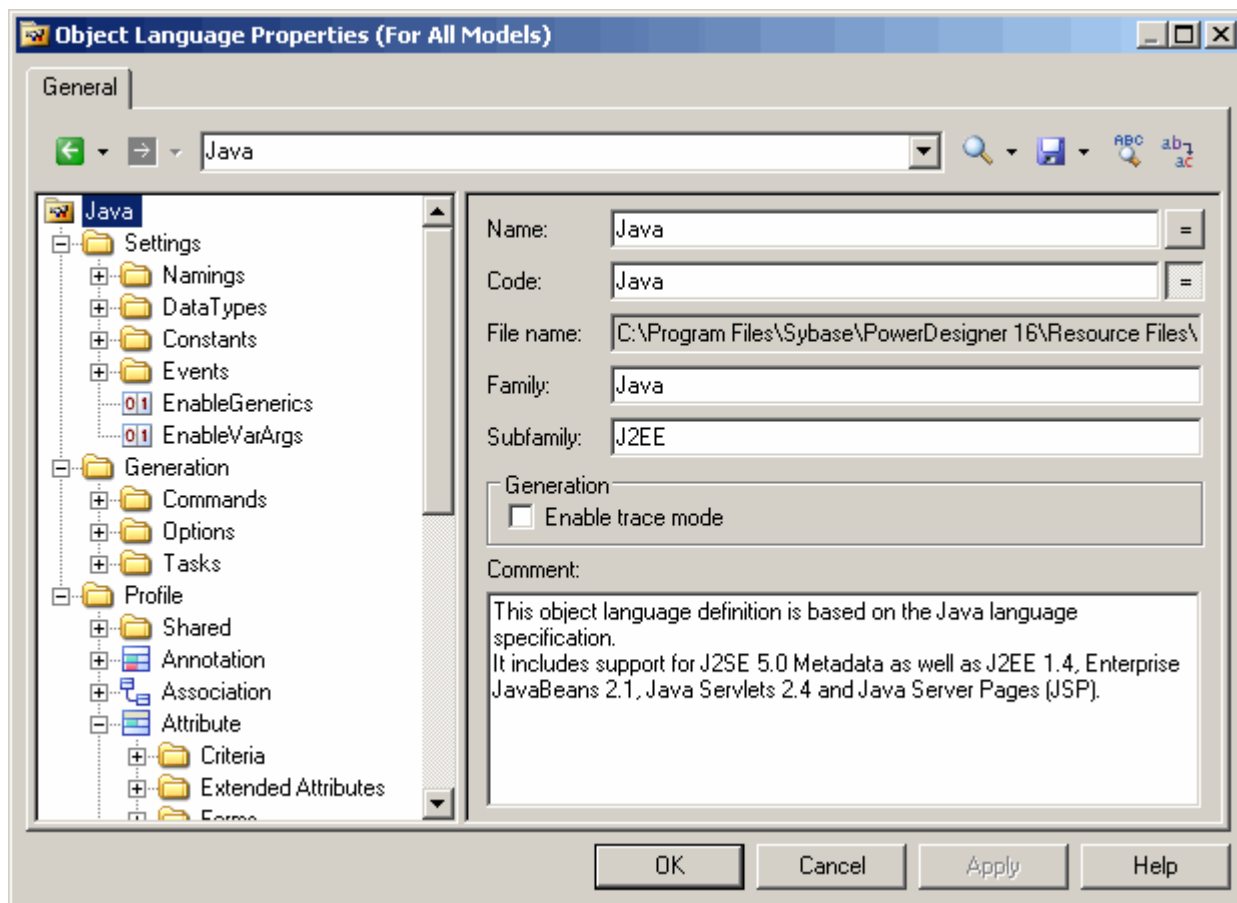 Object Language Properties (For All Models)
General
Java
Java
Settings
Namings
DataTypes
Constants
Events
EnableGenerics
EnableVarArgs
Generation
Commands
Options
Tasks
Profile
Shared
Annotation
Association
Attribute
Criteria
Extended Attributes
Forms
Name: Java =
Code: Java =
File name: C:\Program Files\Sybase\PowerDesigner 16\Resource Files\
Family: Java
Subfamily: J2EE
Generation
Enable trace mode
Comment:
This object language definition is based on the Java language
specification.
It includes support for J2SE 5.0 Metadata as well as J2EE 1.4, Enterprise
JavaBeans 2.1, Java Servlets 2.4 and Java Server Pages (JSP).
OK Cancel Apply Help